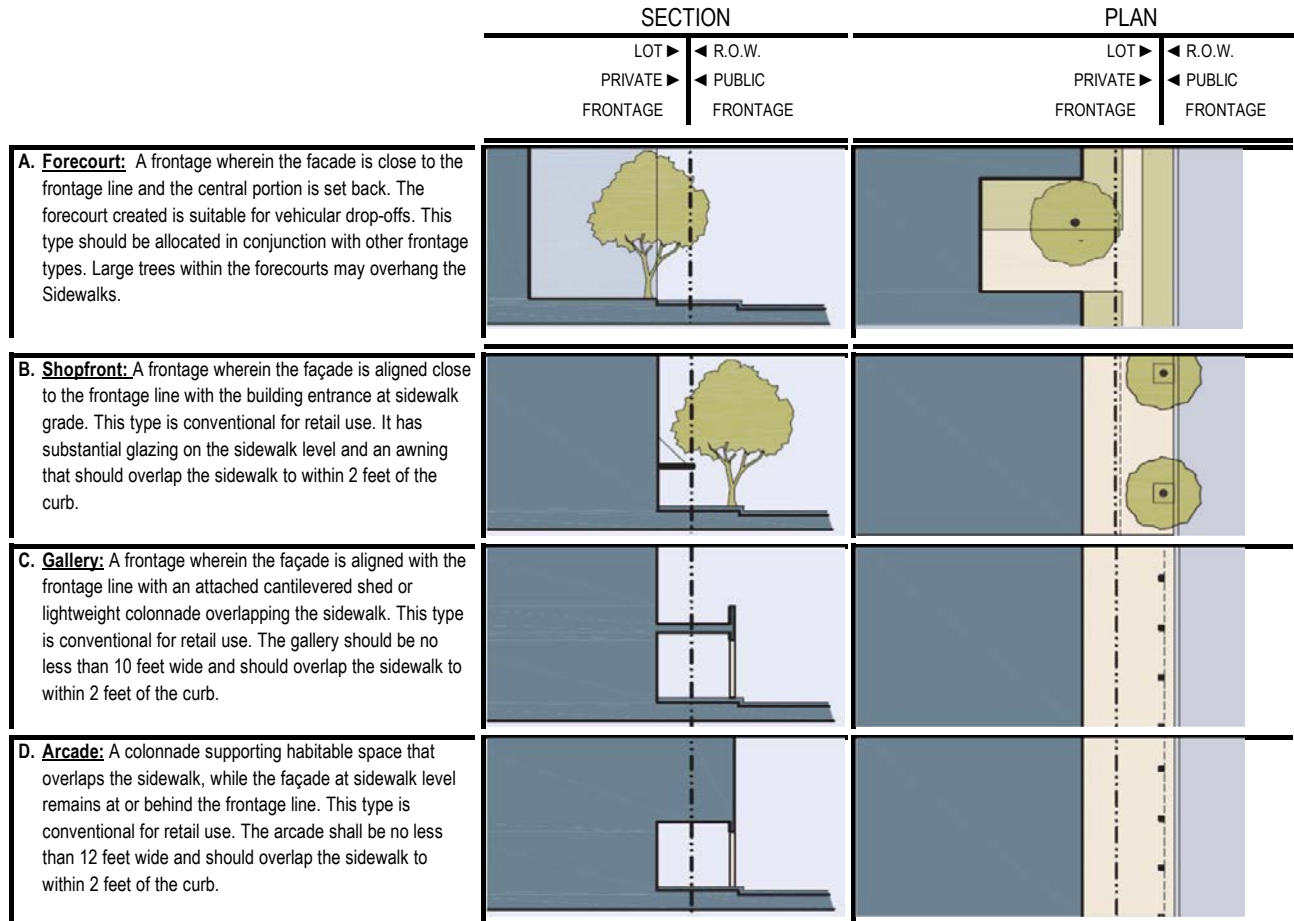 SECTION
PLAN
LOT ► ◄ R.O.W.
PRIVATE ► ◄ PUBLIC
FRONTAGE FRONTAGE
LOT ► ◄ R.O.W.
PRIVATE ► ◄ PUBLIC
FRONTAGE FRONTAGE
A. Forecourt: A frontage wherein the facade is close to the
frontage line and the central portion is set back. The
forecourt created is suitable for vehicular drop-offs. This
type should be allocated in conjunction with other frontage
types. Large trees within the forecourts may overhang the
Sidewalks.
B. Shopfront: A frontage wherein the façade is aligned close
to the frontage line with the building entrance at sidewalk
grade. This type is conventional for retail use. It has
substantial glazing on the sidewalk level and an awning
that should overlap the sidewalk to within 2 feet of the
curb.
C. Gallery: A frontage wherein the façade is aligned with the
frontage line with an attached cantilevered shed or
lightweight colonnade overlapping the sidewalk. This type
is conventional for retail use. The gallery should be no
less than 10 feet wide and should overlap the sidewalk to
within 2 feet of the curb.
D. Arcade: A colonnade supporting habitable space that
overlaps the sidewalk, while the façade at sidewalk level
remains at or behind the frontage line. This type is
conventional for retail use. The arcade shall be no less
than 12 feet wide and should overlap the sidewalk to
within 2 feet of the curb.